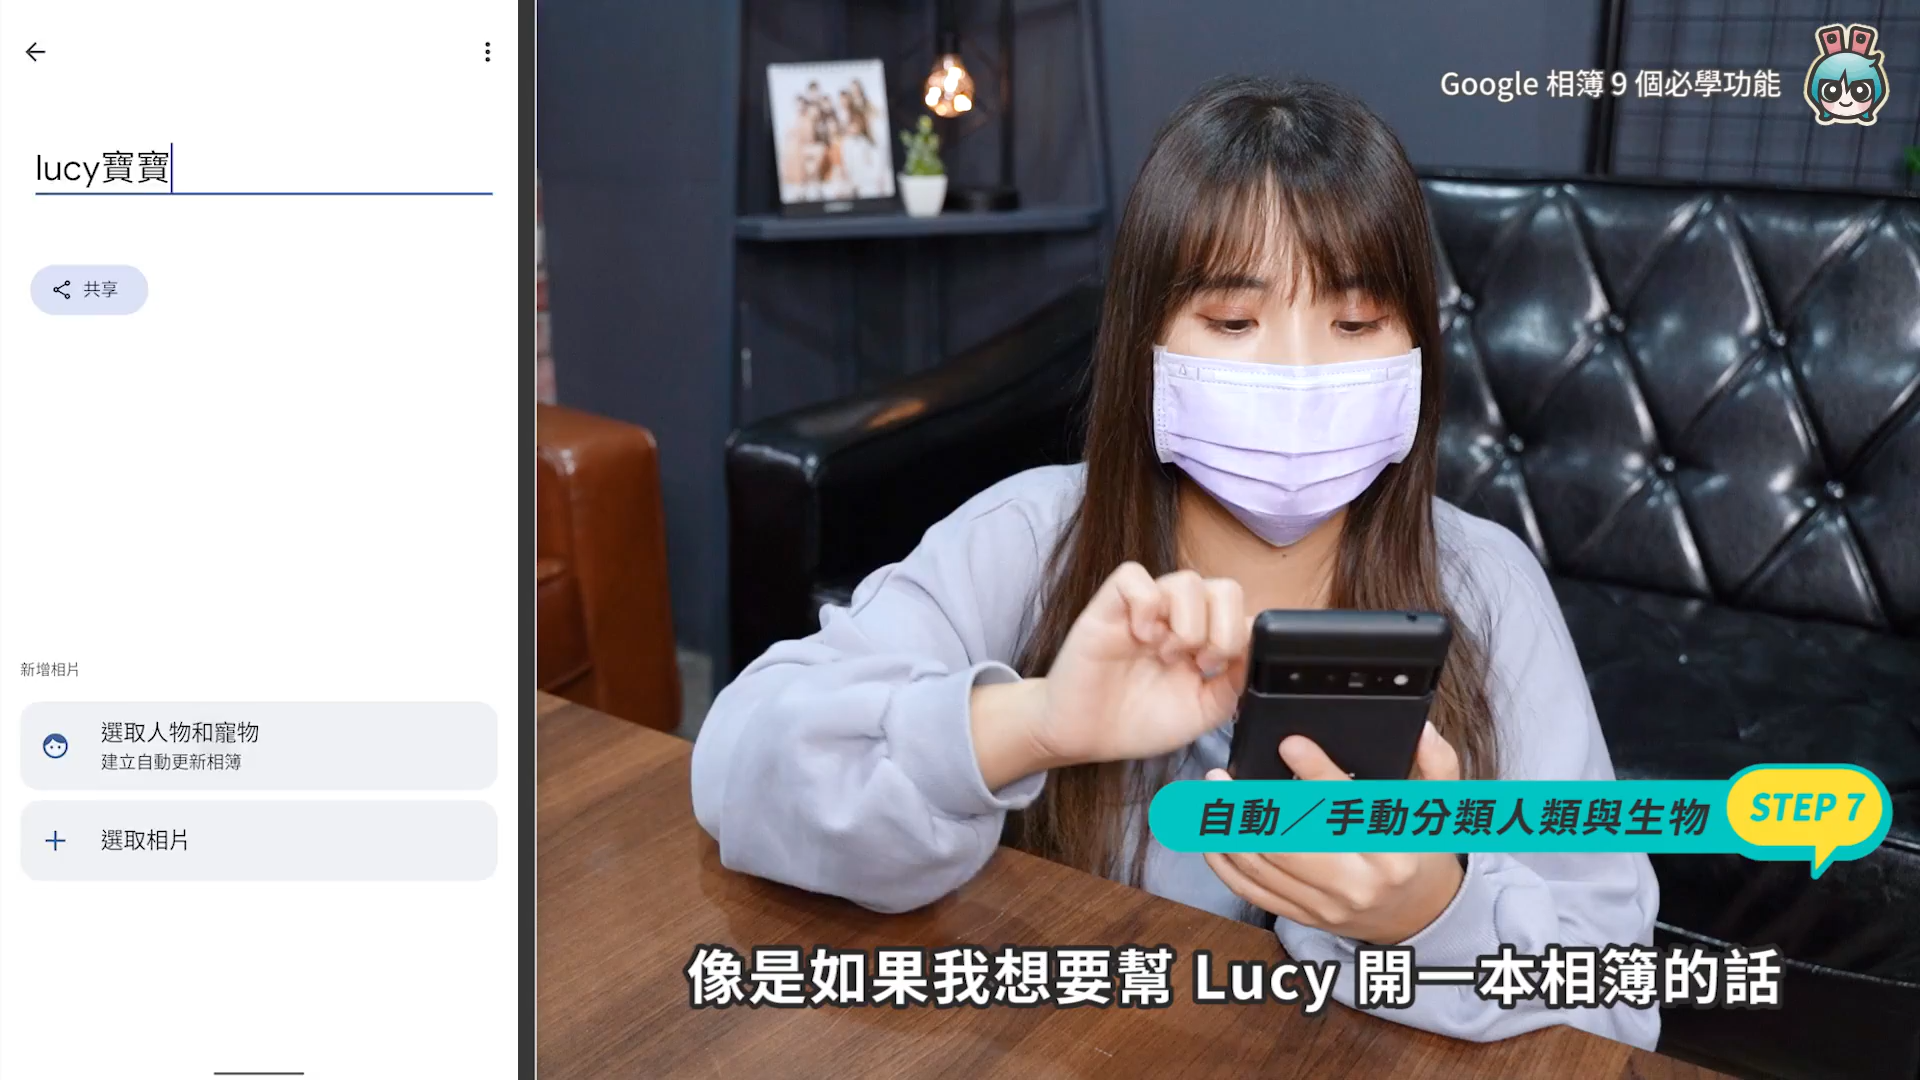 lucy寶寶
共享
新增相片
選取人物和寵物
建立自動更新相簿
選取相片
Google 相簿 9 個必學功能
自動／手動分類人類與生物
STEP 7
像是如果我想要幫 Lucy 開一本相簿的話